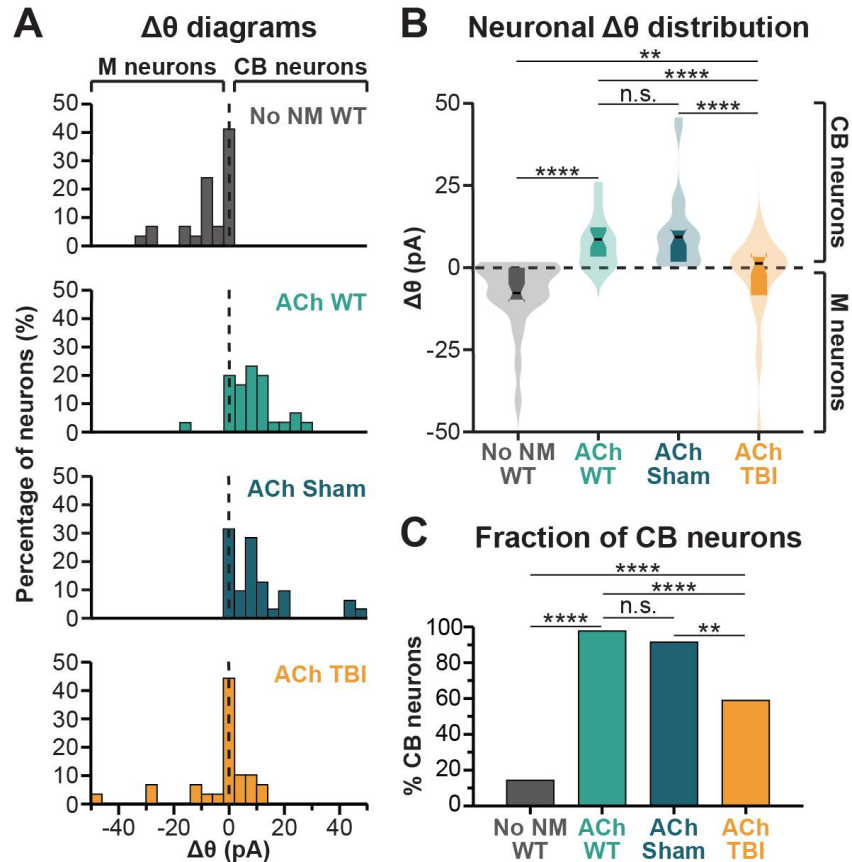 A
Δθ diagrams
M neurons
CB neurons
Percentage of neurons (%)
50
40
30
20
10
0
No NM WT
50
40
30
20
10
0
ACh WT
50
40
30
20
10
0
ACh Sham
50
40
30
20
10
0
ACh TBI
-40
-20
0
20
40
Δθ (pA)
B
Neuronal Δθ distribution
**
****
n.s.
****
****
Δθ (pA)
50
25
0
-25
-50
CB neurons
M neurons
No NM
WT
ACh
WT
ACh
Sham
ACh
TBI
C
Fraction of CB neurons
****
****
n.s.
****
**
% CB neurons
100
80
60
40
20
0
No NM
WT
ACh
WT
ACh
Sham
ACh
TBI